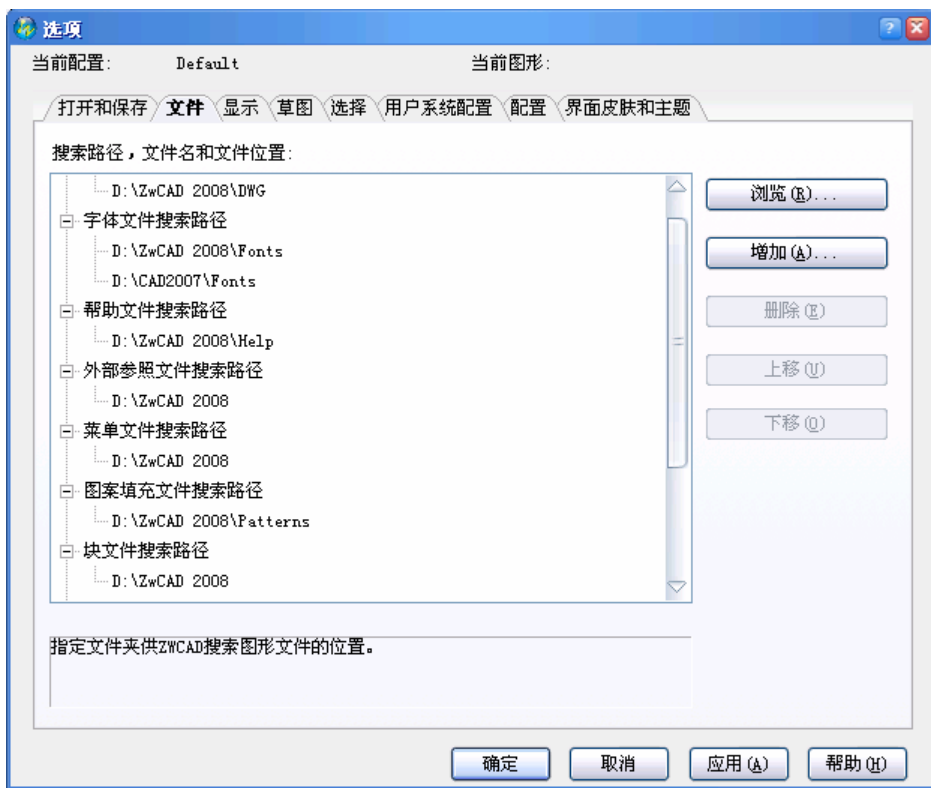 选项
当前配置: Default 当前图形:
打开和保存 文件 显示 草图 选择 用户系统配置 配置 界面皮肤和主题
搜索路径，文件名和文件位置:
D:\ZwCAD 2008\DWG
字体文件搜索路径
D:\ZwCAD 2008\Fonts
D:\CAD2007\Fonts
帮助文件搜索路径
D:\ZwCAD 2008\Help
外部参照文件搜索路径
D:\ZwCAD 2008
菜单文件搜索路径
D:\ZwCAD 2008
图案填充文件搜索路径
D:\ZwCAD 2008\Patterns
块文件搜索路径
D:\ZwCAD 2008
浏览(R)...
增加(A)...
删除(E)
上移(U)
下移(O)
指定文件夹供ZWCAD搜索图形文件的位置。
确定 取消 应用(A) 帮助(H)